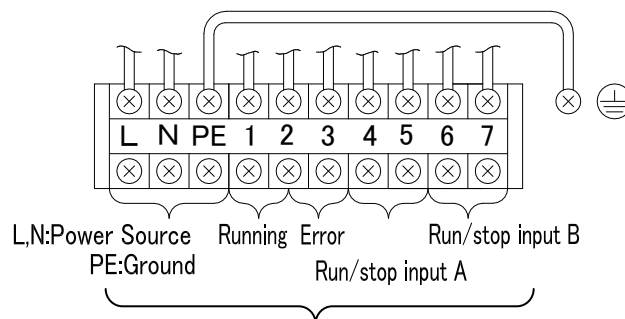 L N PE 1 2 3 4 5 6 7
L,N:Power Source
PE:Ground
Running
Error
Run/stop input A
Run/stop input B